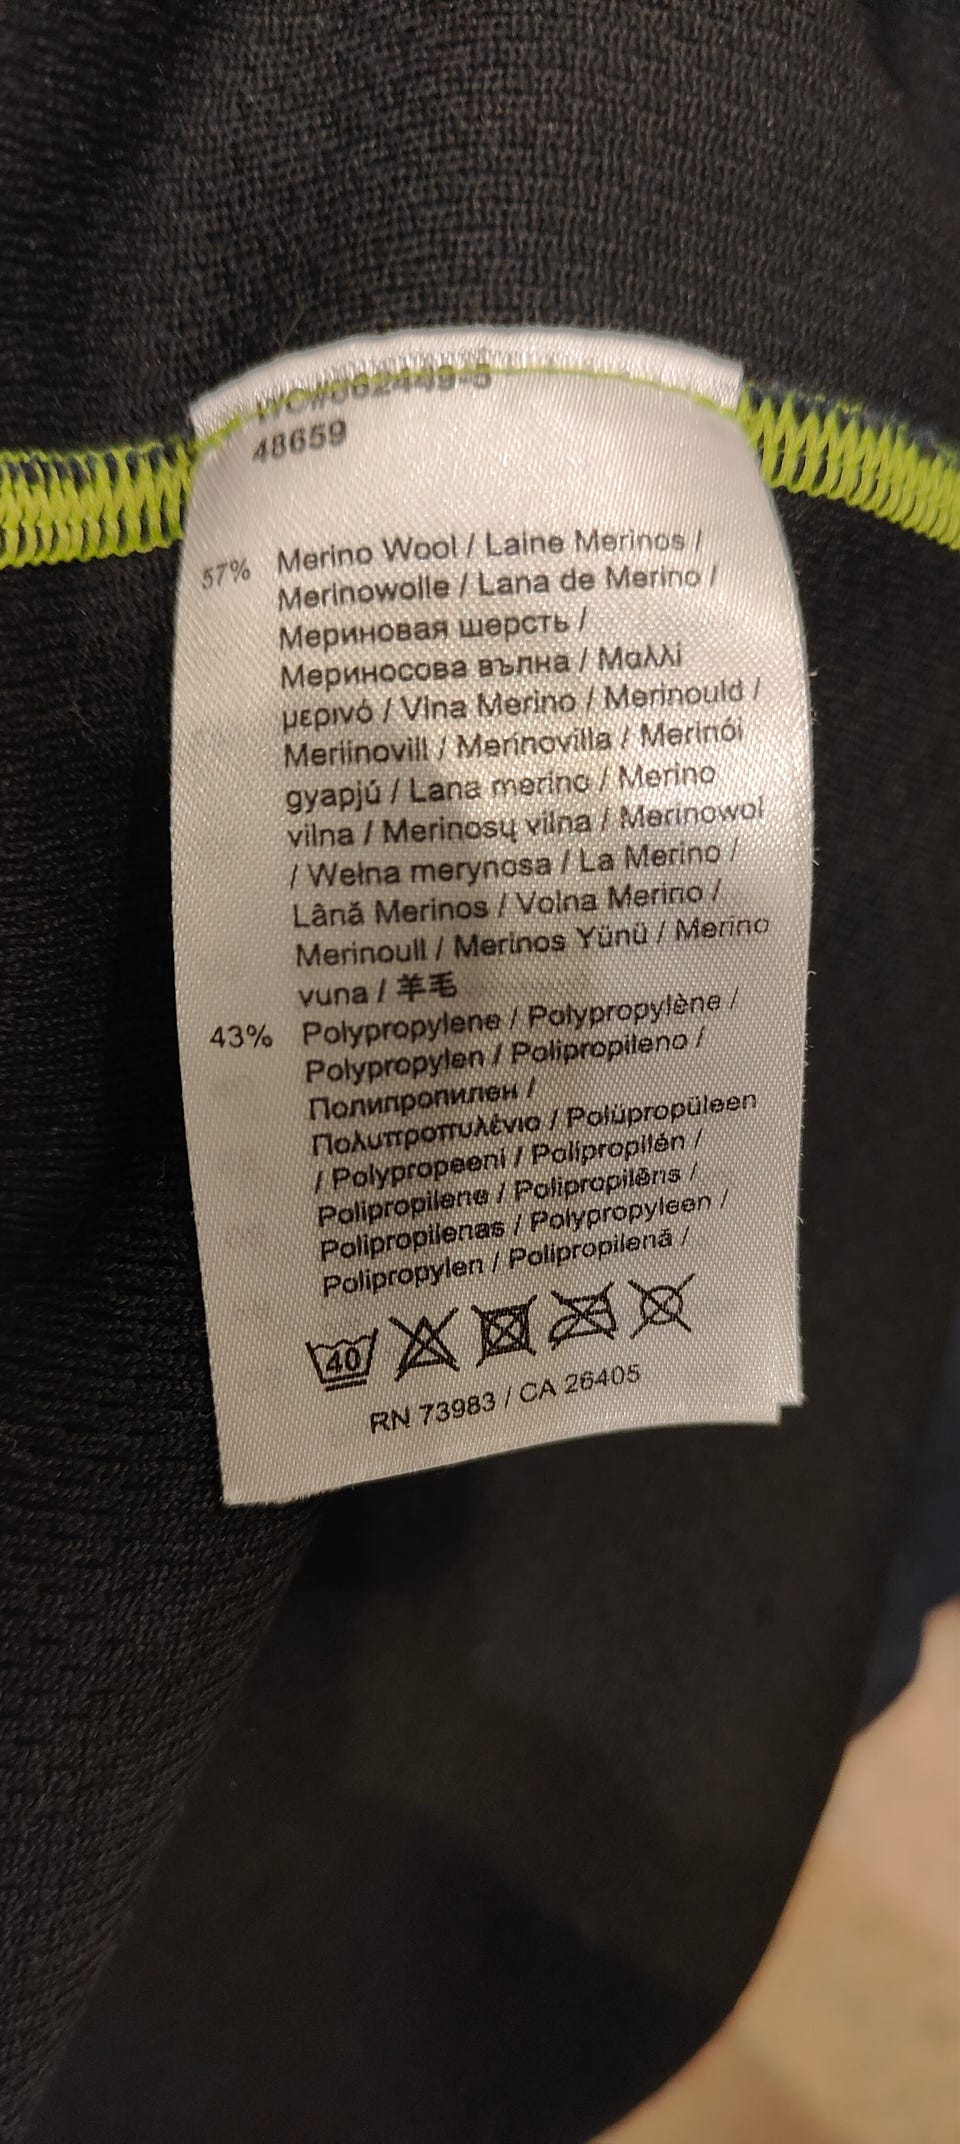 48659
57% Merino Wool / Laine Merinos /
Merinowolle / Lana de Merino /
Мериновая шерсть /
Мериносова вълна / Μαλλί
μερινό / Vlna Merino / Merinould /
Meriinovill / Merinovilla / Merinói
gyapjú / Lana merino / Merino
vilna / Merinosų vilna / Merinowol
/ Wełna merynosa / La Merino /
Lână Merinos / Volna Merino /
Merinoull / Merinos Yünü / Merino
vuna / 羊毛
43% Polypropylene / Polypropylène /
Polypropylen / Polipropileno /
Полипропилен /
Πολυπροπυλένιο / Polüpropüleen
/ Polypropeeni / Polipropilén /
Polipropilene / Polipropilēns /
Polipropilenas / Polypropyleen /
Polipropylen / Polipropilenă /
40
RN 73983 / CA 26405